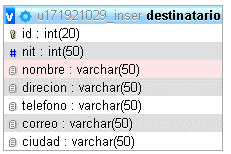 v u171921029_inser destinatario
id : int(20)
# nit : int(50)
nombre : varchar(50)
direcion : varchar(50)
telefono : varchar(50)
correo : varchar(50)
ciudad : varchar(50)